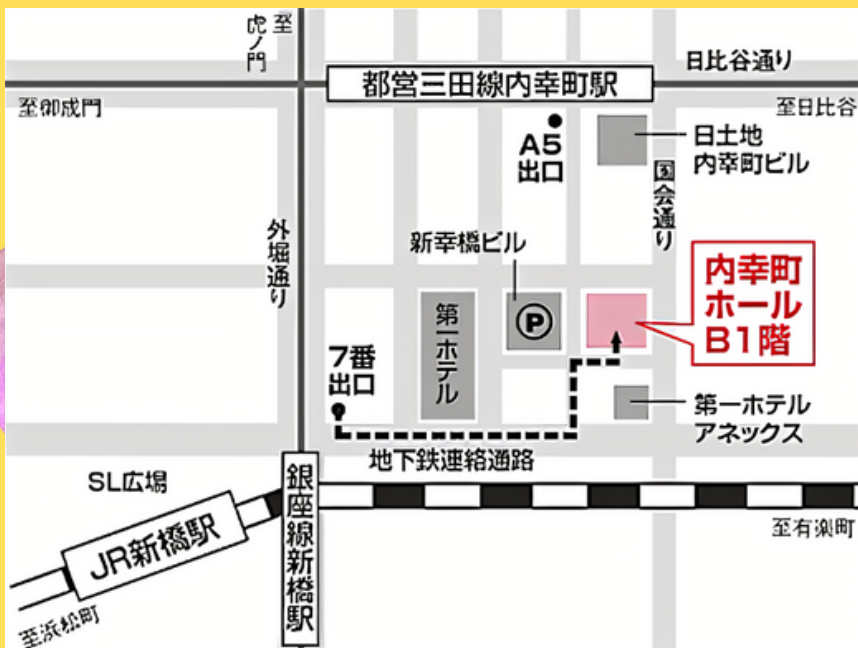 至
虎ノ門
日比谷通り
都営三田線内幸町駅
至御成門
至日比谷
A5
出口
日土地
内幸町ビル
国会通り
外堀通り
新幸橋ビル
内幸町
ホール
B1階
第一ホテル
P
7番
出口
第一ホテル
アネックス
地下鉄連絡通路
SL広場
銀座線新橋駅
JR新橋駅
至有楽町
至浜松町